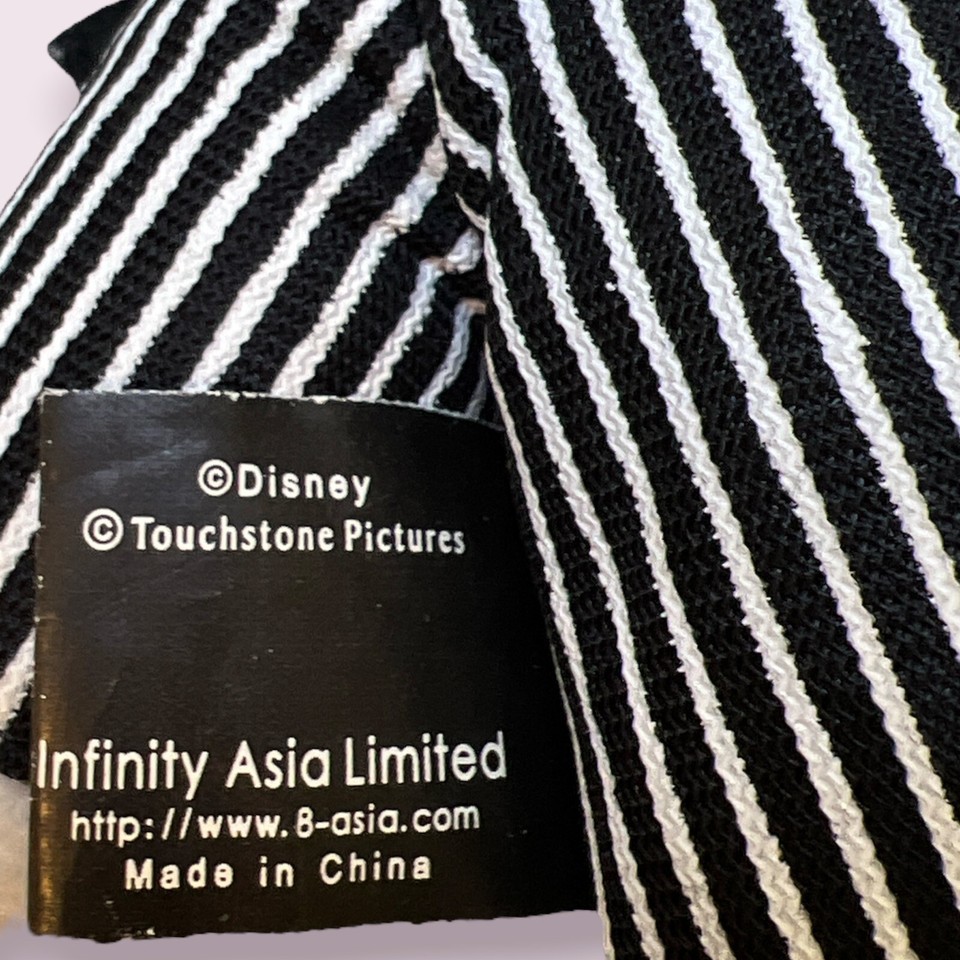 ©Disney
©Touchstone Pictures
Infinity Asia Limited
http://www.8-asia.com
Made in China